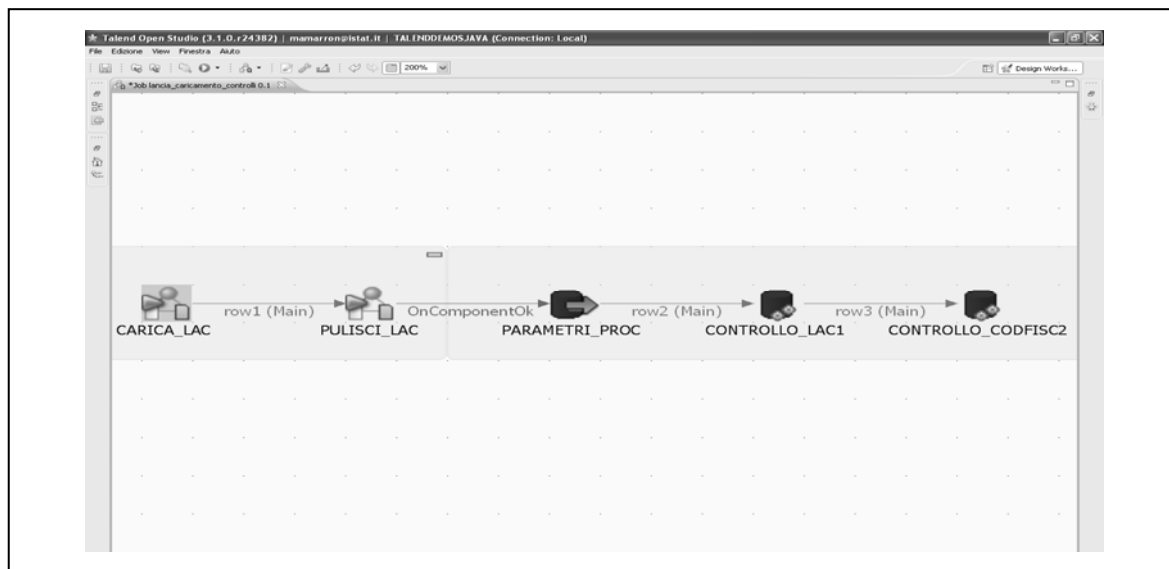 Talend Open Studio (3.1.0.r24382) | mamarron@istat.it | TALENDDEMOSJAVA (Connection: Local)
File Edizione View Finestra Aiuto
200%
Design Works...
*Job lancia_caricamento_controlli 0.1
row1 (Main)
OnComponentOk
row2 (Main)
row3 (Main)
CARICA_LAC
PULISCI_LAC
PARAMETRI_PROC
CONTROLLO_LAC1
CONTROLLO_CODFISC2